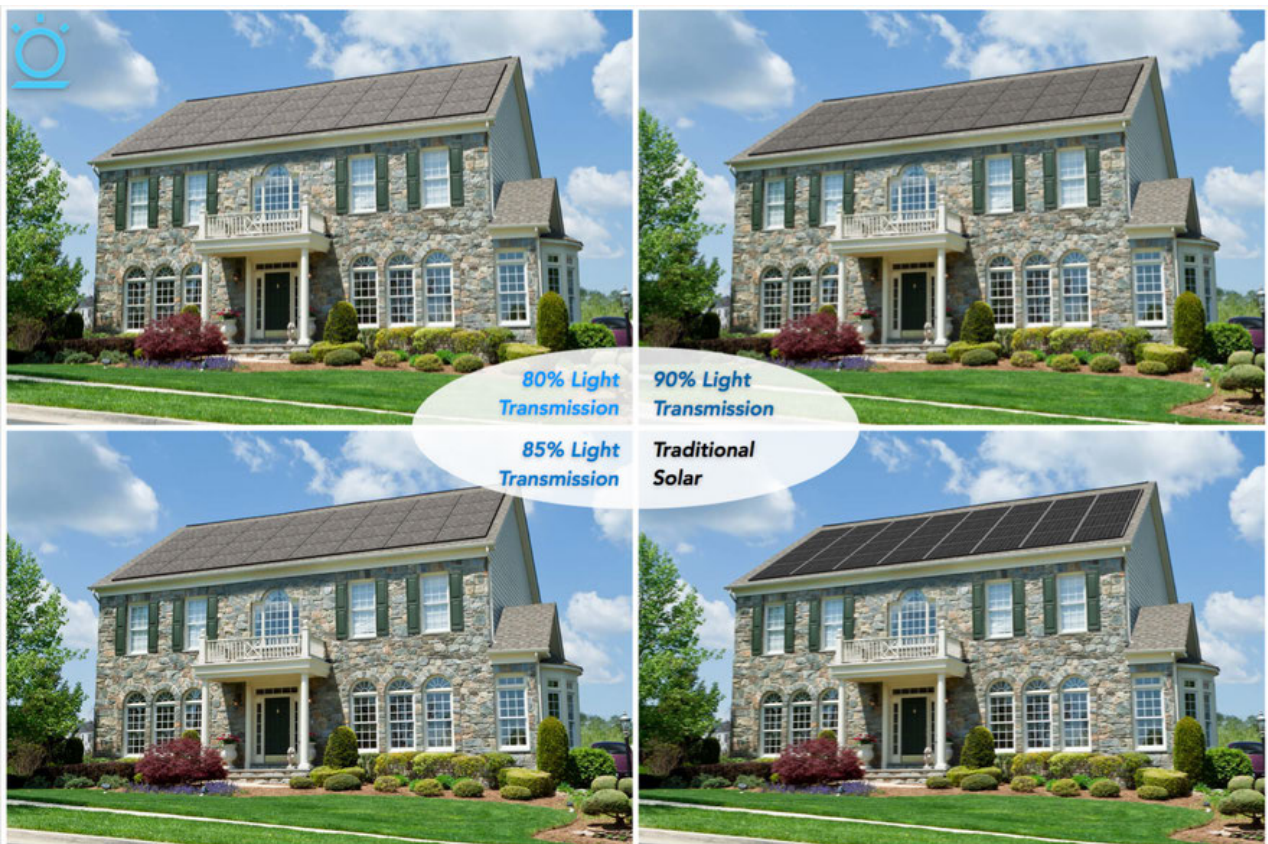 80% Light
Transmission
90% Light
Transmission
85% Light
Transmission
Traditional
Solar